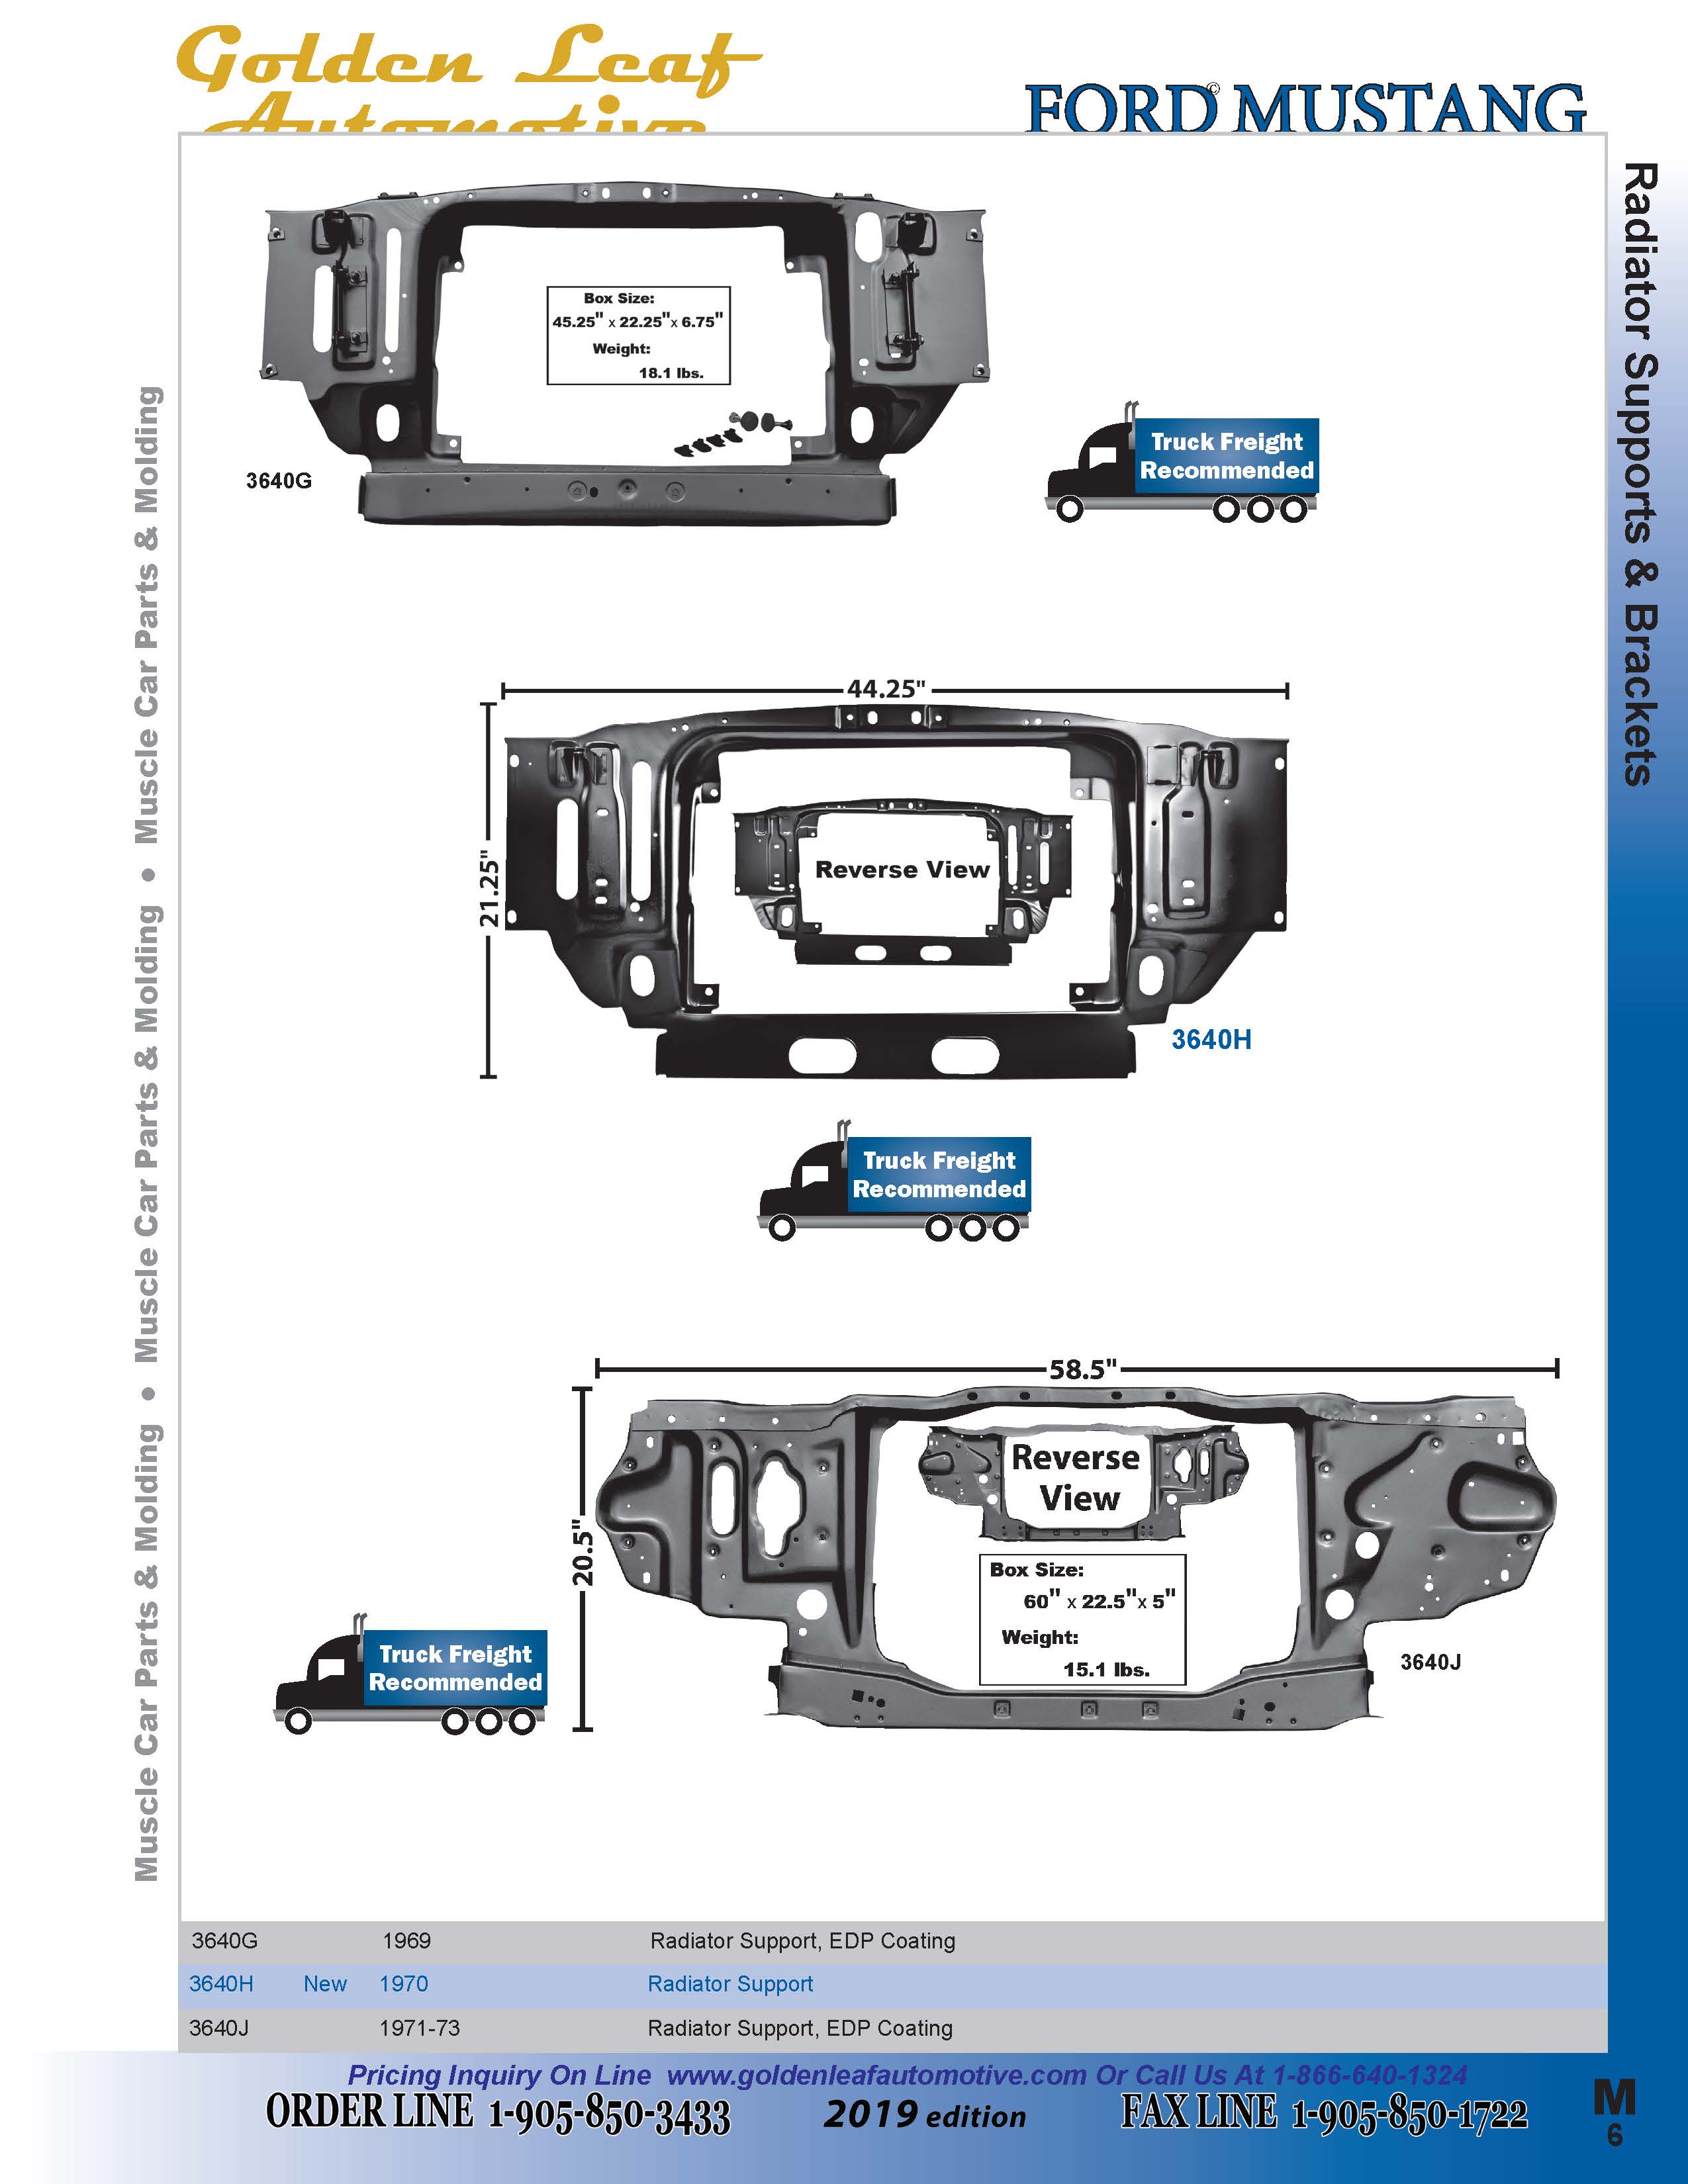 Golden Leaf
Automotive
FORD© MUSTANG
Radiator Supports & Brackets
Muscle Car Parts & Molding • Muscle Car Parts & Molding • Muscle Car Parts & Molding
Box Size:
45.25" x 22.25"x 6.75"
Weight:
18.1 lbs.
3640G
Truck Freight
Recommended
44.25"
21.25"
Reverse View
3640H
Truck Freight
Recommended
58.5"
20.5"
Reverse
View
Box Size:
60" x 22.5"x 5"
Weight:
15.1 lbs.
3640J
Truck Freight
Recommended
3640G 1969 Radiator Support, EDP Coating
3640H New 1970 Radiator Support
3640J 1971-73 Radiator Support, EDP Coating
Pricing Inquiry On Line www.goldenleafautomotive.com Or Call Us At 1-866-640-1324
ORDER LINE 1-905-850-3433 2019 edition FAX LINE 1-905-850-1722
M
6